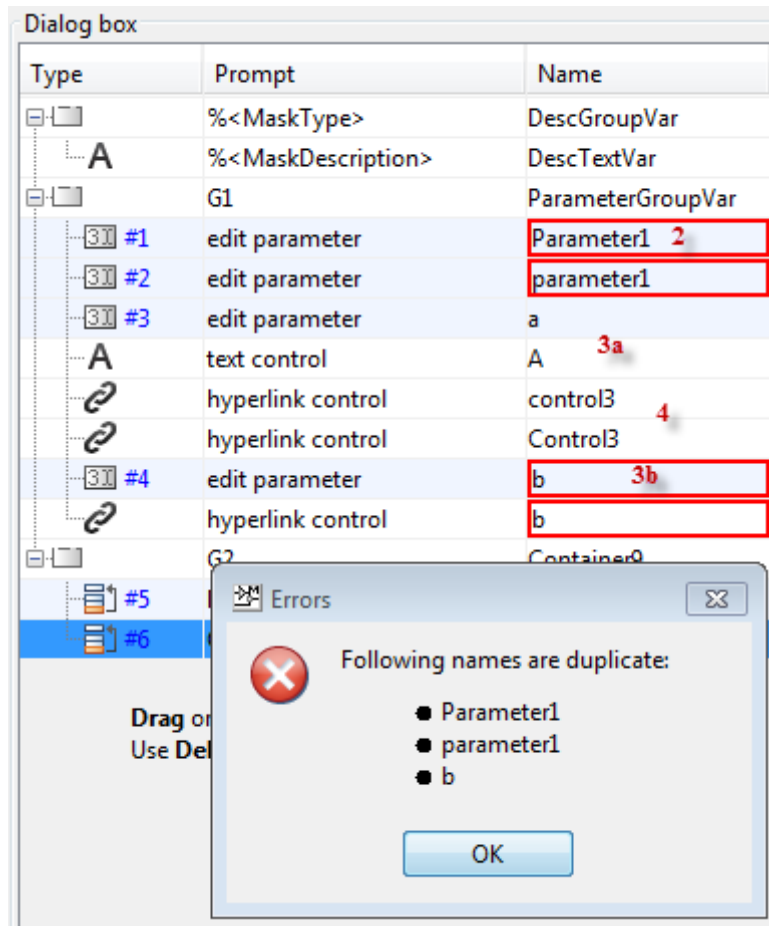 Dialog box
Type Prompt Name
%<MaskType> DescGroupVar
A %<MaskDescription> DescTextVar
G1 ParameterGroupVar
#1 edit parameter Parameter1 2
#2 edit parameter parameter1
#3 edit parameter a
3a
A text control A
hyperlink control control3
4
hyperlink control Control3
#4 edit parameter b 3b
hyperlink control b
G2 Container9
#5
#6
Errors
Following names are duplicate:
Parameter1
parameter1
b
OK
Drag
Use